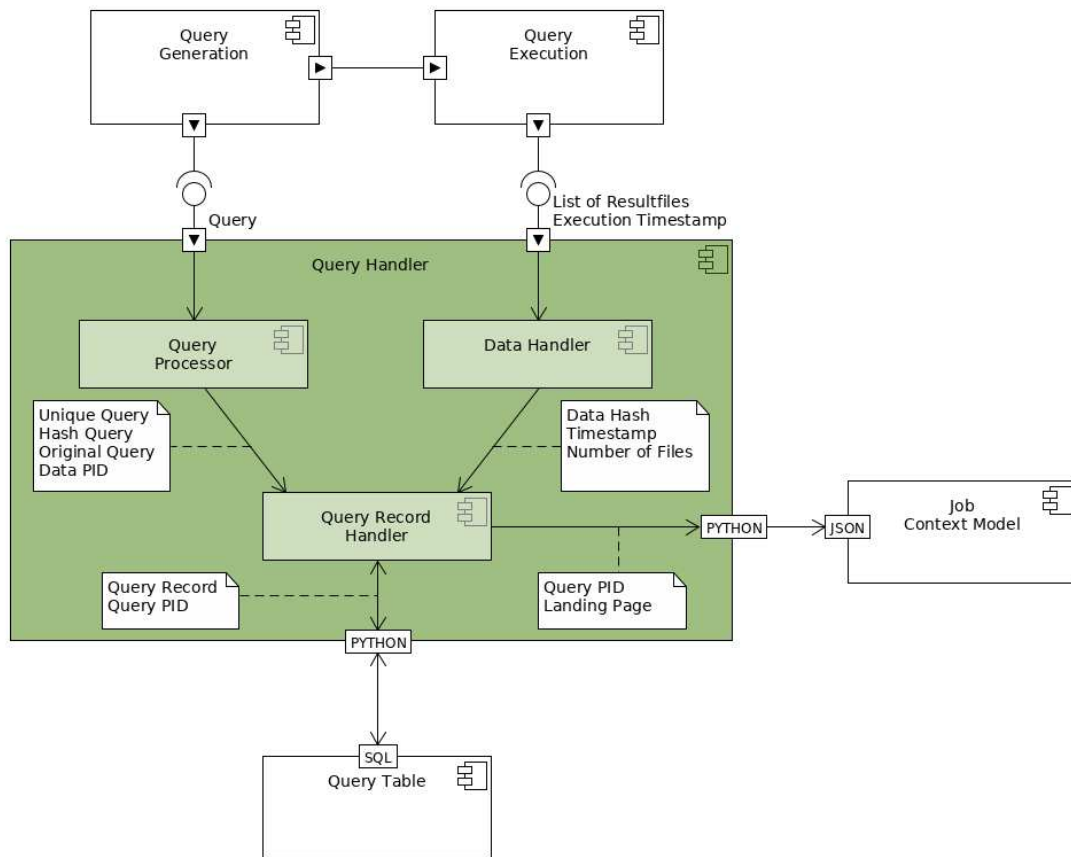 Query
Generation
Query
Execution
Query
List of Resultfiles
Execution Timestamp
Query Handler
Query
Processor
Data Handler
Unique Query
Hash Query
Original Query
Data PID
Data Hash
Timestamp
Number of Files
Query Record
Handler
PYTHON
JSON
Job
Context Model
Query Record
Query PID
Query PID
Landing Page
PYTHON
SQL
Query Table